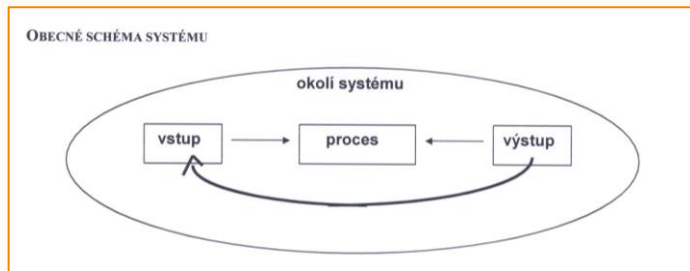 OBECNÉ SCHÉMA SYSTÉMU
okolí systému
vstup proces výstup